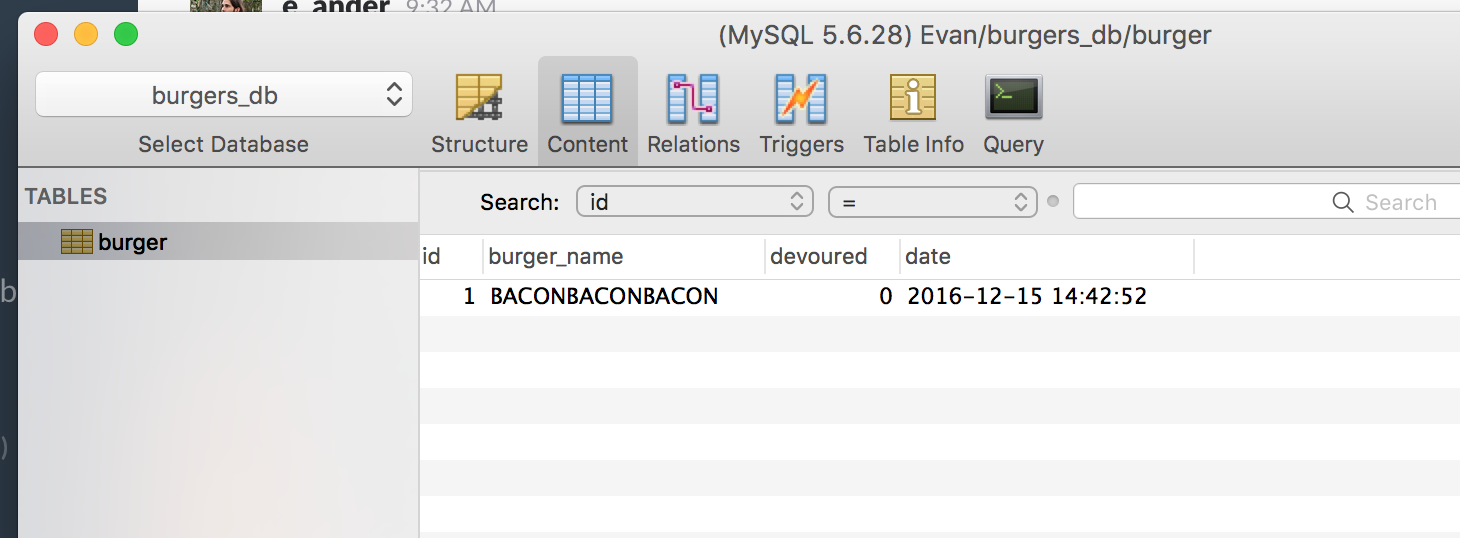 e_ander 9:32 AM
(MySQL 5.6.28) Evan/burgers_db/burger
burgers_db
Select Database
Structure Content Relations Triggers Table Info Query
TABLES
burger
Search: id = Search
id burger_name devoured date
1 BACONBACONBACON 0 2016-12-15 14:42:52
b
)